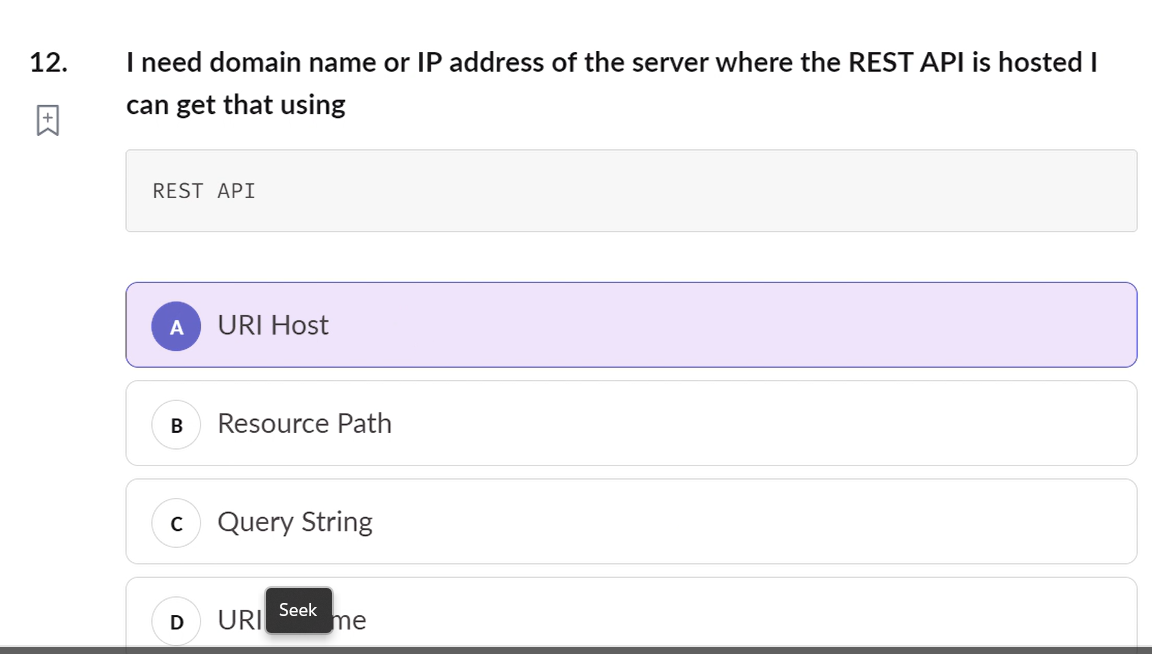 12. I need domain name or IP address of the server where the REST API is hosted I
can get that using
REST API
A URI Host
B Resource Path
C Query String
D URI
Seek